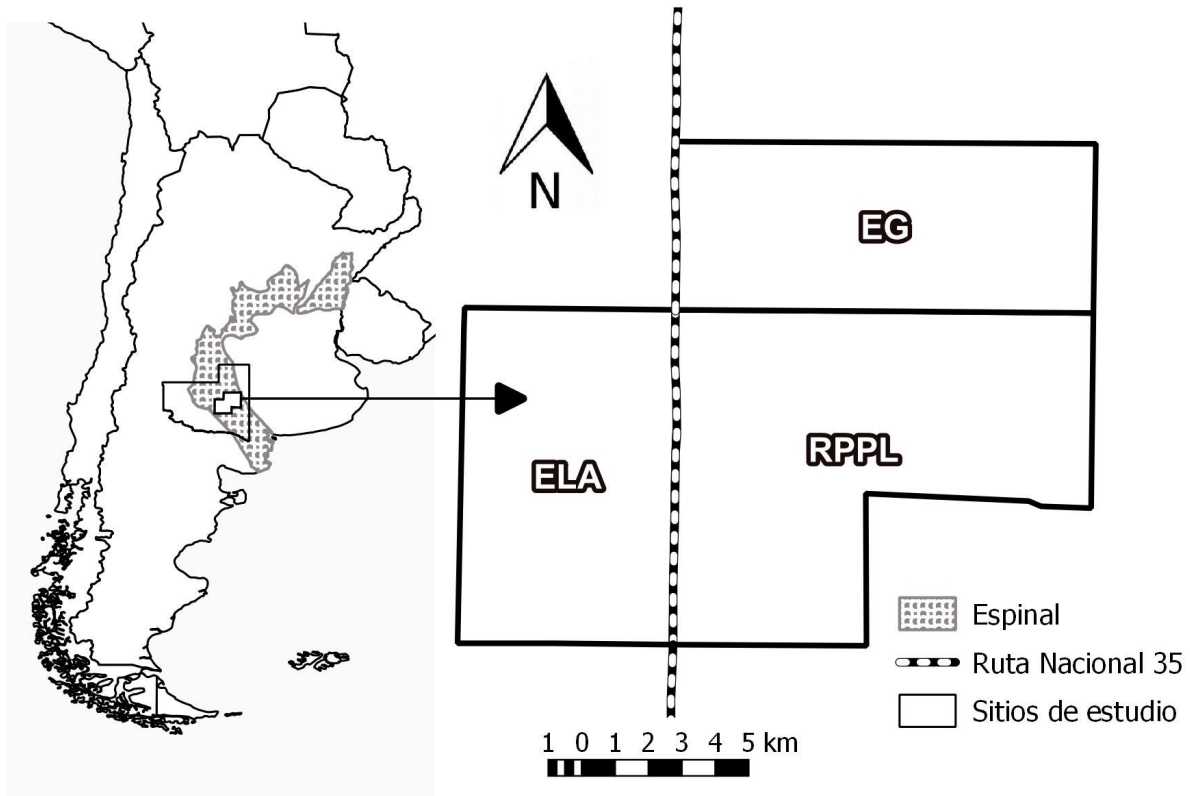 N
EG
RPPL
ELA
Espinal
Ruta Nacional 35
Sitios de estudio
1 0 1 2 3 4 5 km